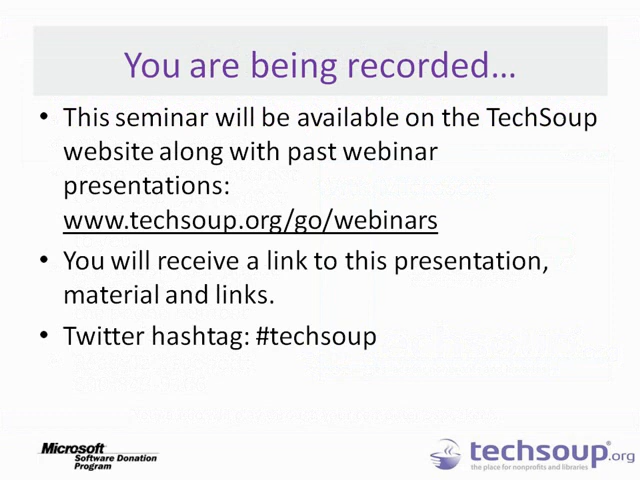 You are being recorded…
• This seminar will be available on the TechSoup
website along with past webinar
presentations:
www.techsoup.org/go/webinars
• You will receive a link to this presentation,
material and links.
• Twitter hashtag: #techsoup
Microsoft
Software Donation
Program
techsoup.org
the place for nonprofits and libraries